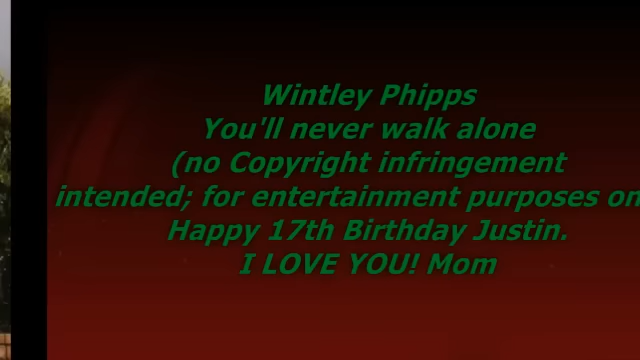 Wintley Phipps
You'll never walk alone
(no Copyright infringement
intended; for entertainment purposes on
Happy 17th Birthday Justin.
I LOVE YOU! Mom